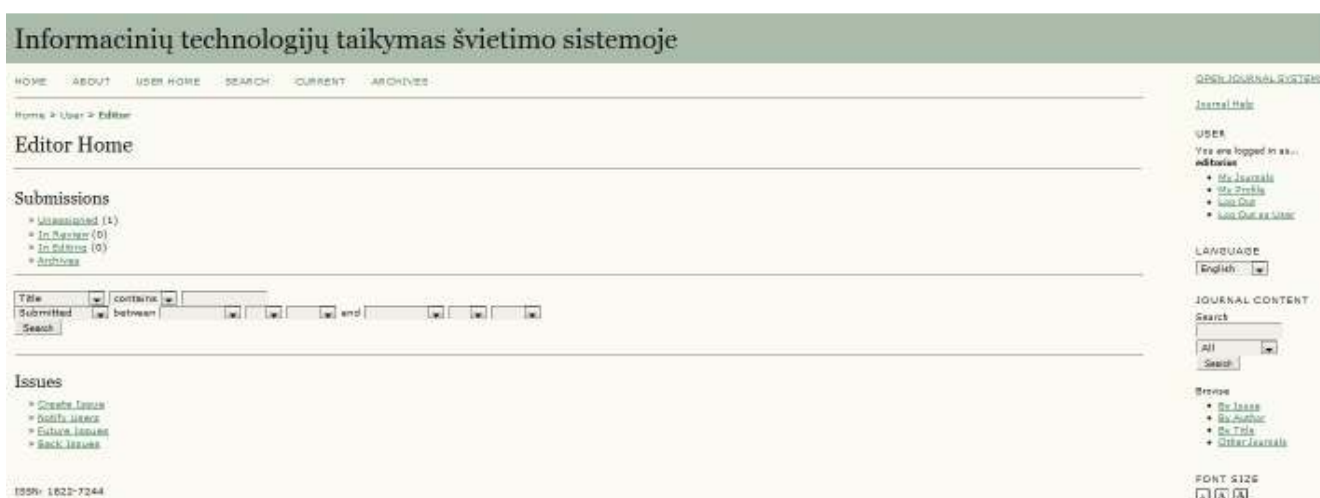 Informacinių technologijų taikymas švietimo sistemoje
HOME ABOUT USER HOME SEARCH CURRENT ARCHIVES
Home > User > Editor
Editor Home
Submissions
» Unassigned (1)
» In Review (0)
» In Editing (0)
» Archives
Title contains
Submitted between and
Search
Issues
» Create Issue
» Notify Users
» Future Issues
» Back Issues
ISSN: 1822-7244
OPEN JOURNAL SYSTEMS
Journal Help
USER
You are logged in as...
editorius
• My Journals
• My Profile
• Log Out
• Log Out as User
LANGUAGE
English
JOURNAL CONTENT
Search
All
Search
Browse
• By Issue
• By Author
• By Title
• Other Journals
FONT SIZE